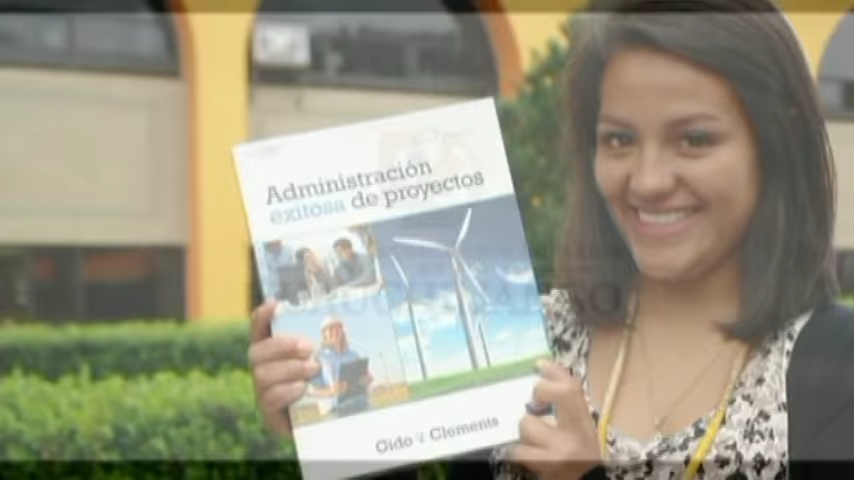 Administración
exitosa de proyectos
Gido Y Clements